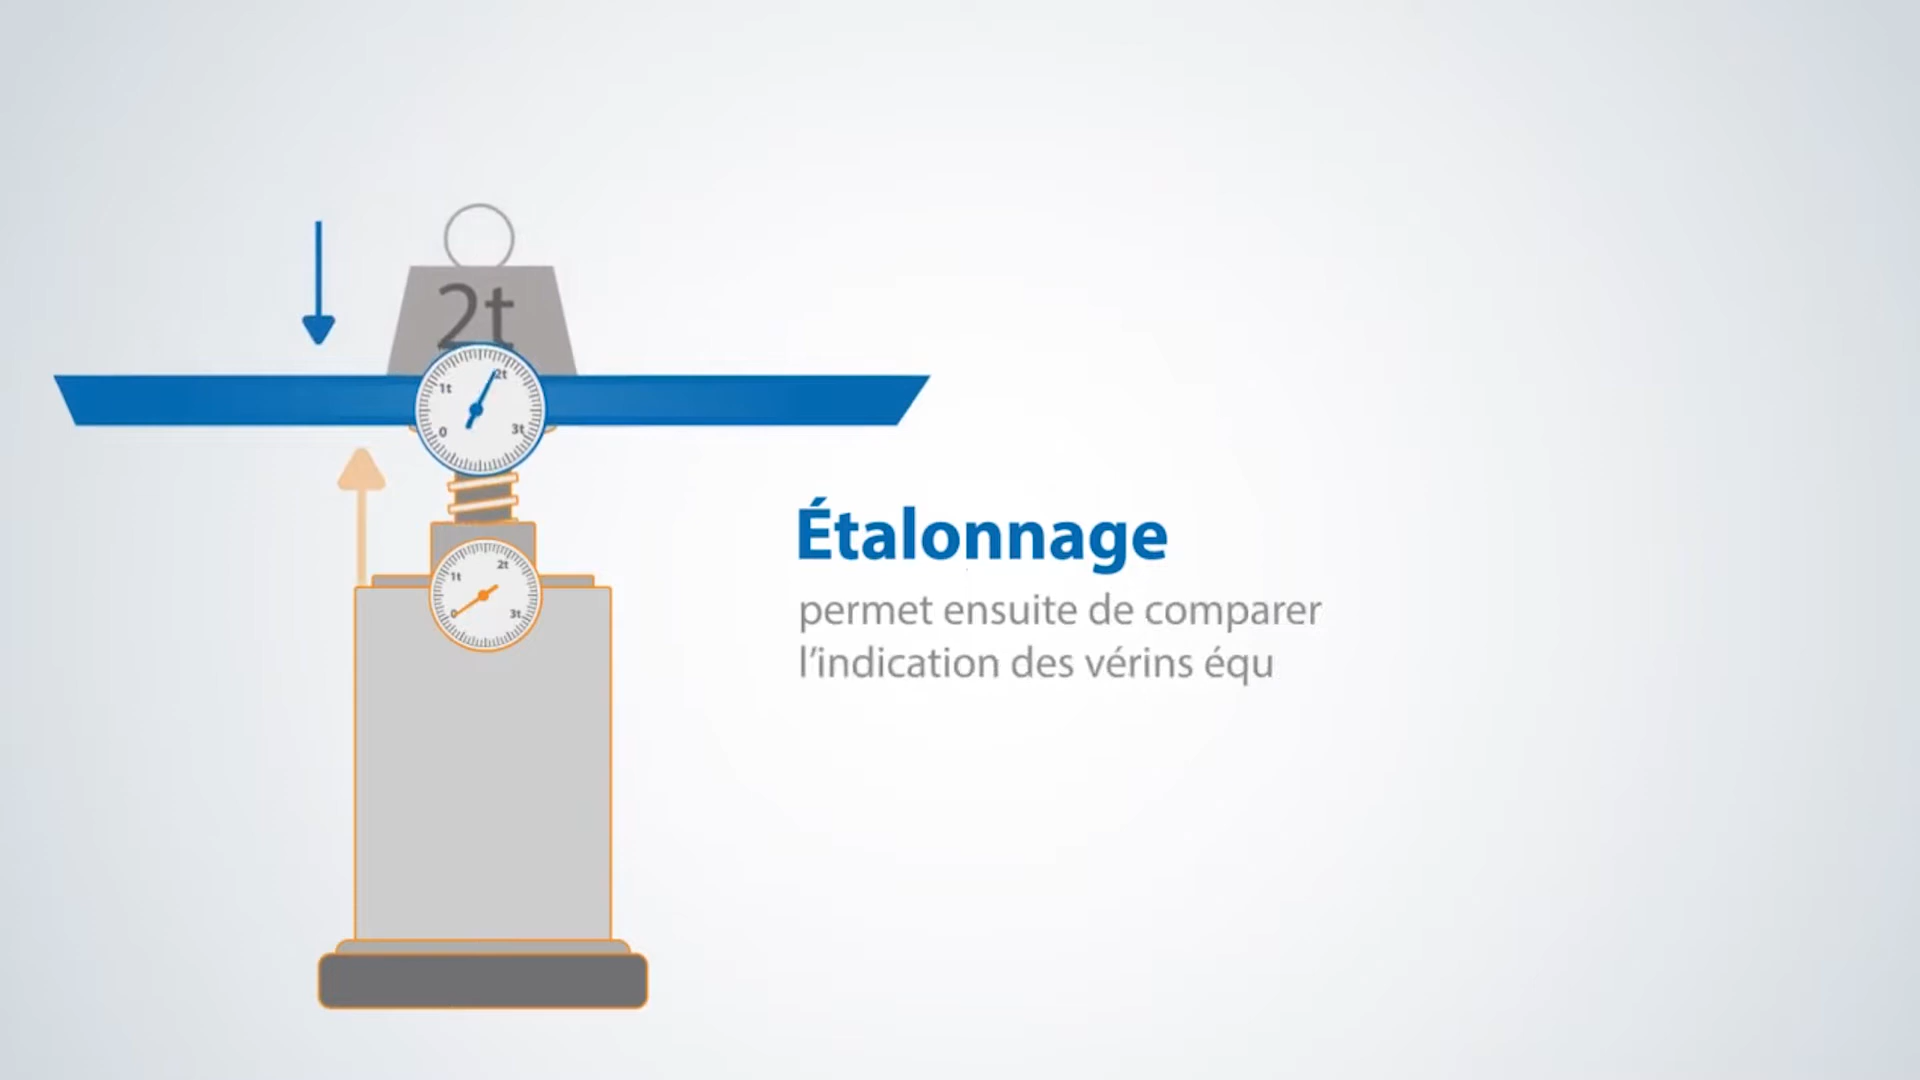 2t
1t
2t
0
3t
Étalonnage
permet ensuite de comparer
l’indication des vérins équ
1t
2t
0
3t